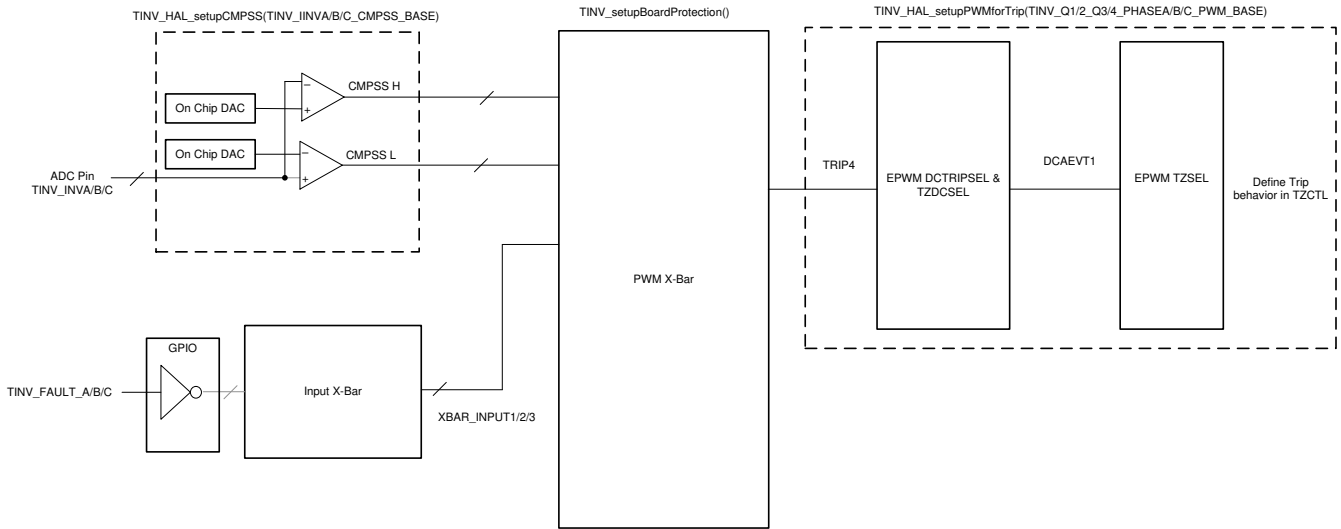 TINV_HAL_setupCMPSS(TINV_IINVA/B/C_CMPSS_BASE)
TINV_setupBoardProtection()
TINV_HAL_setupPWMforTrip(TINV_Q1/2_Q3/4_PHASEA/B/C_PWM_BASE)
On Chip DAC
−
+
CMPSS H
On Chip DAC
−
+
CMPSS L
ADC Pin
TINV_INVA/B/C
PWM X-Bar
TRIP4
EPWM DCTRIPSEL &
TZDCSEL
DCAEVT1
EPWM TZSEL
Define Trip
behavior in TZCTL
GPIO
TINV_FAULT_A/B/C
Input X-Bar
XBAR_INPUT1/2/3